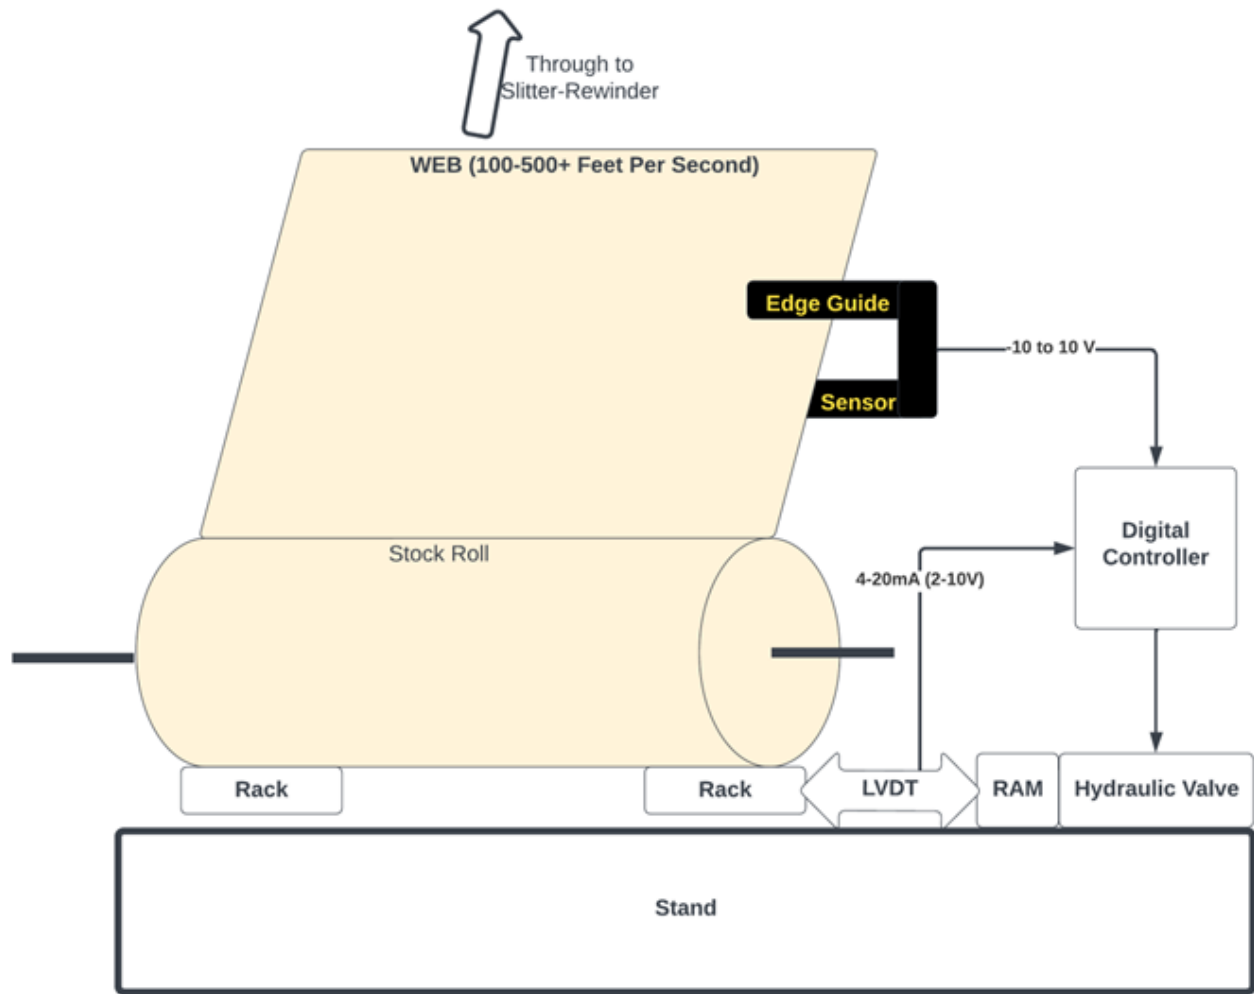 Through to
Slitter-Rewinder
WEB (100-500+ Feet Per Second)
Edge Guide
-10 to 10 V
Sensor
Digital
Controller
Stock Roll
4-20mA (2-10V)
Rack
Rack
LVDT
RAM
Hydraulic Valve
Stand